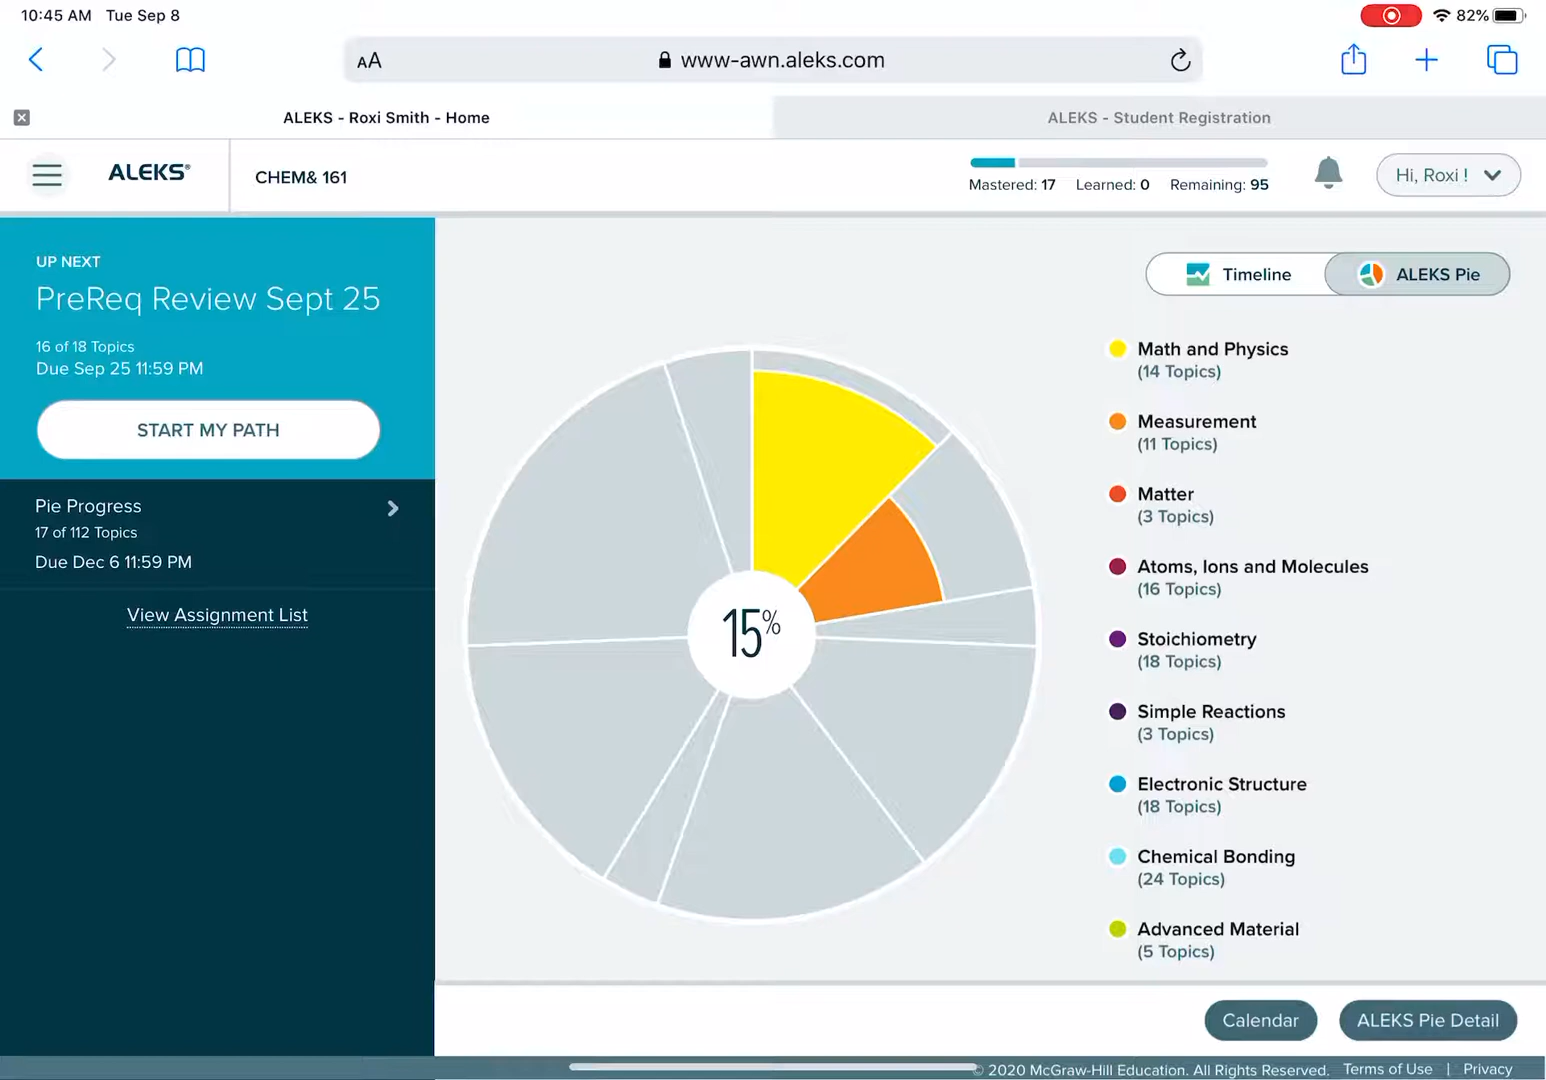 10:45 AM Tue Sep 8
82%
AA
www-awn.aleks.com
ALEKS - Roxi Smith - Home
ALEKS - Student Registration
ALEKS®
CHEM& 161
Mastered: 17 Learned: 0 Remaining: 95
Hi, Roxi !
UP NEXT
PreReq Review Sept 25
16 of 18 Topics
Due Sep 25 11:59 PM
START MY PATH
Pie Progress
17 of 112 Topics
Due Dec 6 11:59 PM
View Assignment List
Timeline
ALEKS Pie
15%
Math and Physics
(14 Topics)
Measurement
(11 Topics)
Matter
(3 Topics)
Atoms, Ions and Molecules
(16 Topics)
Stoichiometry
(18 Topics)
Simple Reactions
(3 Topics)
Electronic Structure
(18 Topics)
Chemical Bonding
(24 Topics)
Advanced Material
(5 Topics)
Calendar
ALEKS Pie Detail
© 2020 McGraw-Hill Education. All Rights Reserved. Terms of Use | Privacy